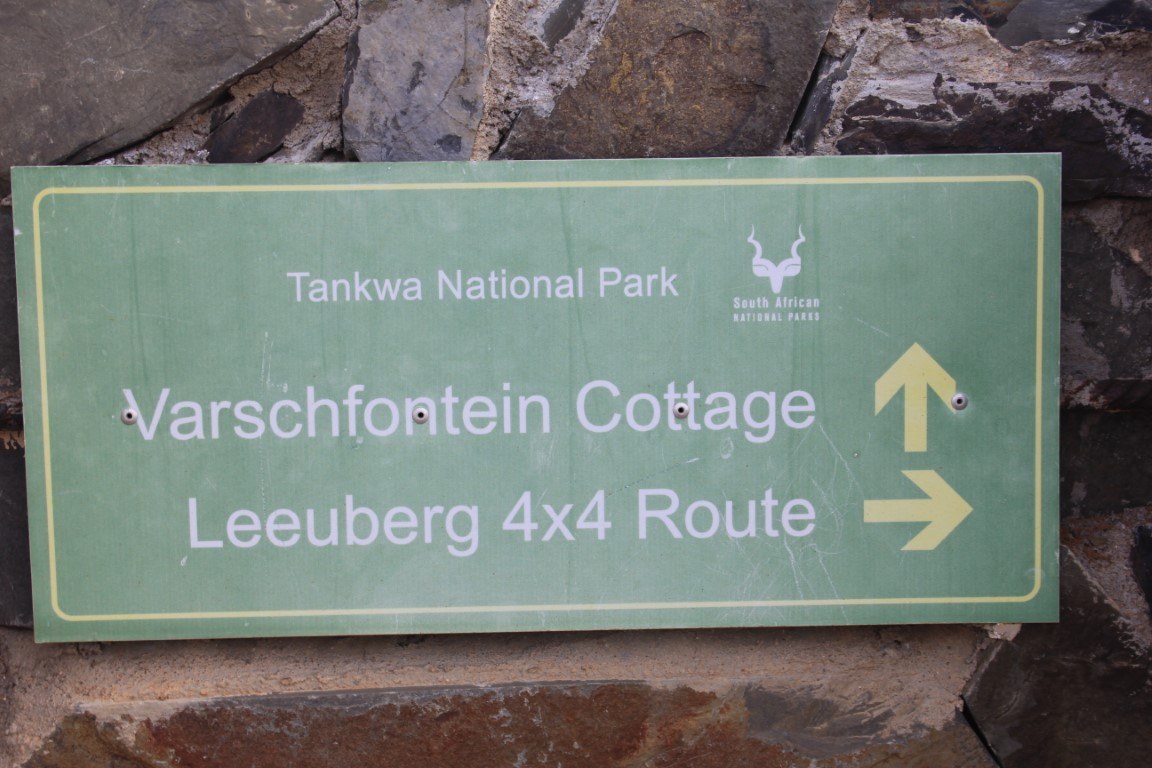 Tankwa National Park
South African
NATIONAL PARKS
Varschfontein Cottage
Leeuberg 4x4 Route